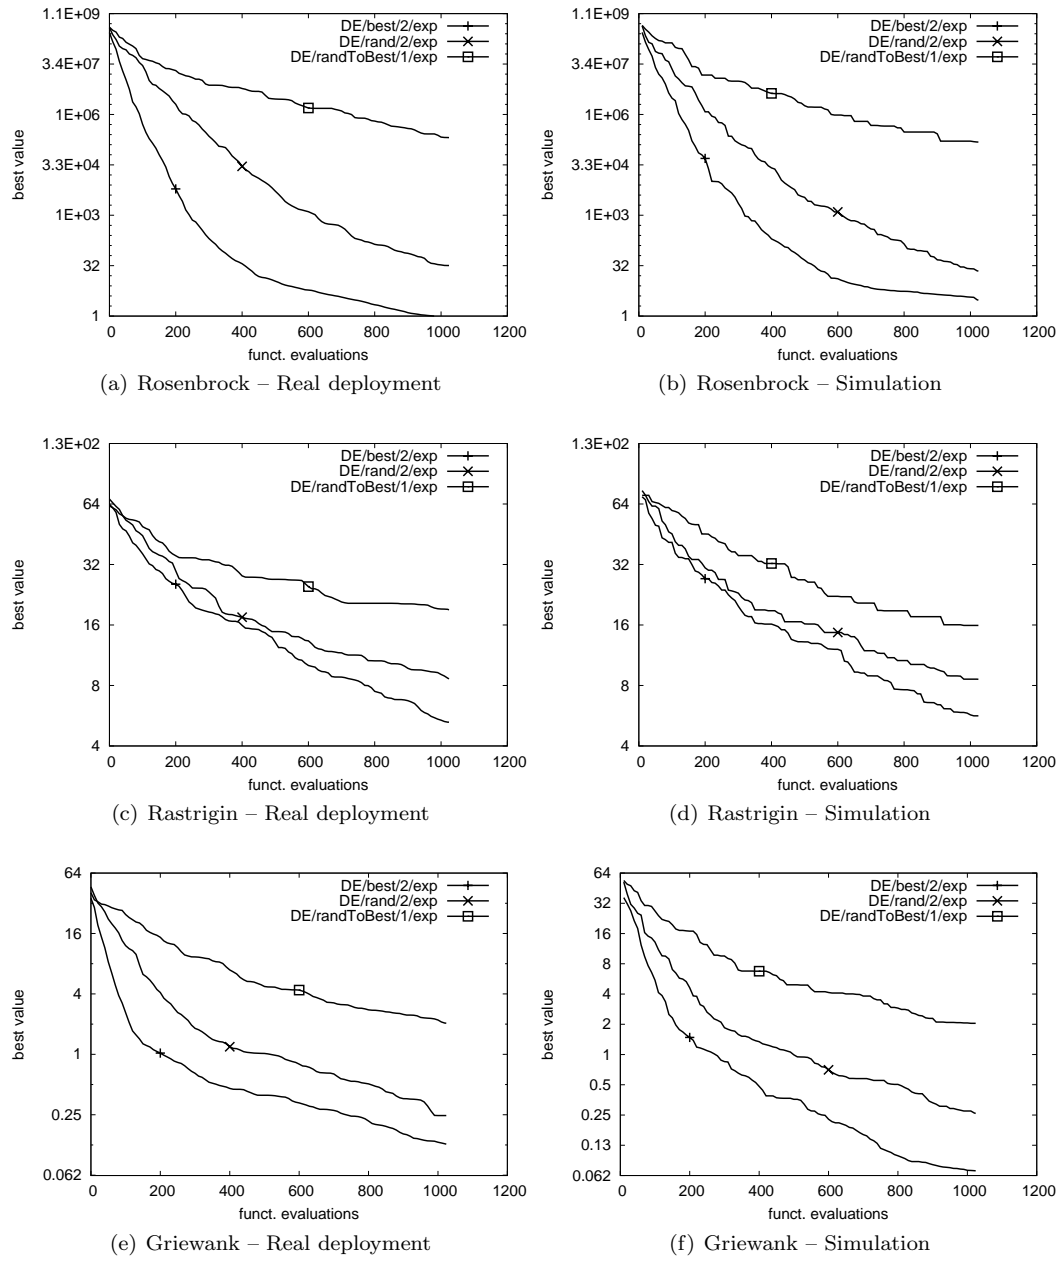 1.1E+09
3.4E+07
1E+06
3.3E+04
1E+03
32
1
0 200 400 600 800 1000 1200
best value
funct. evaluations
DE/best/2/exp
DE/rand/2/exp
DE/randToBest/1/exp
(a) Rosenbrock – Real deployment
1.1E+09
3.4E+07
1E+06
3.3E+04
1E+03
32
1
0 200 400 600 800 1000 1200
best value
funct. evaluations
DE/best/2/exp
DE/rand/2/exp
DE/randToBest/1/exp
(b) Rosenbrock – Simulation
1.3E+02
64
32
16
8
4
0 200 400 600 800 1000 1200
best value
funct. evaluations
DE/best/2/exp
DE/rand/2/exp
DE/randToBest/1/exp
(c) Rastrigin – Real deployment
1.3E+02
64
32
16
8
4
0 200 400 600 800 1000 1200
best value
funct. evaluations
DE/best/2/exp
DE/rand/2/exp
DE/randToBest/1/exp
(d) Rastrigin – Simulation
64
16
4
1
0.25
0.062
0 200 400 600 800 1000 1200
best value
funct. evaluations
DE/best/2/exp
DE/rand/2/exp
DE/randToBest/1/exp
(e) Griewank – Real deployment
64
32
16
8
4
2
1
0.5
0.25
0.13
0.062
0 200 400 600 800 1000 1200
best value
funct. evaluations
DE/best/2/exp
DE/rand/2/exp
DE/randToBest/1/exp
(f) Griewank – Simulation